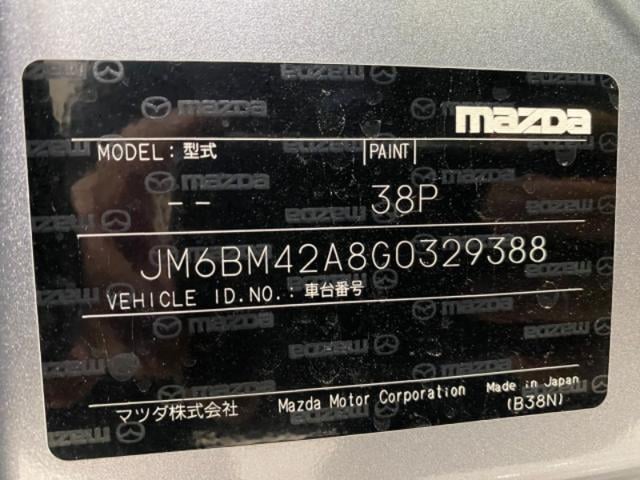 mazda
MODEL : 型式 PAINT
-- 38P
JM6BM42A8G0329388
VEHICLE ID.NO. : 車台番号
マツダ株式会社 Mazda Motor Corporation Made in Japan
(B38N)